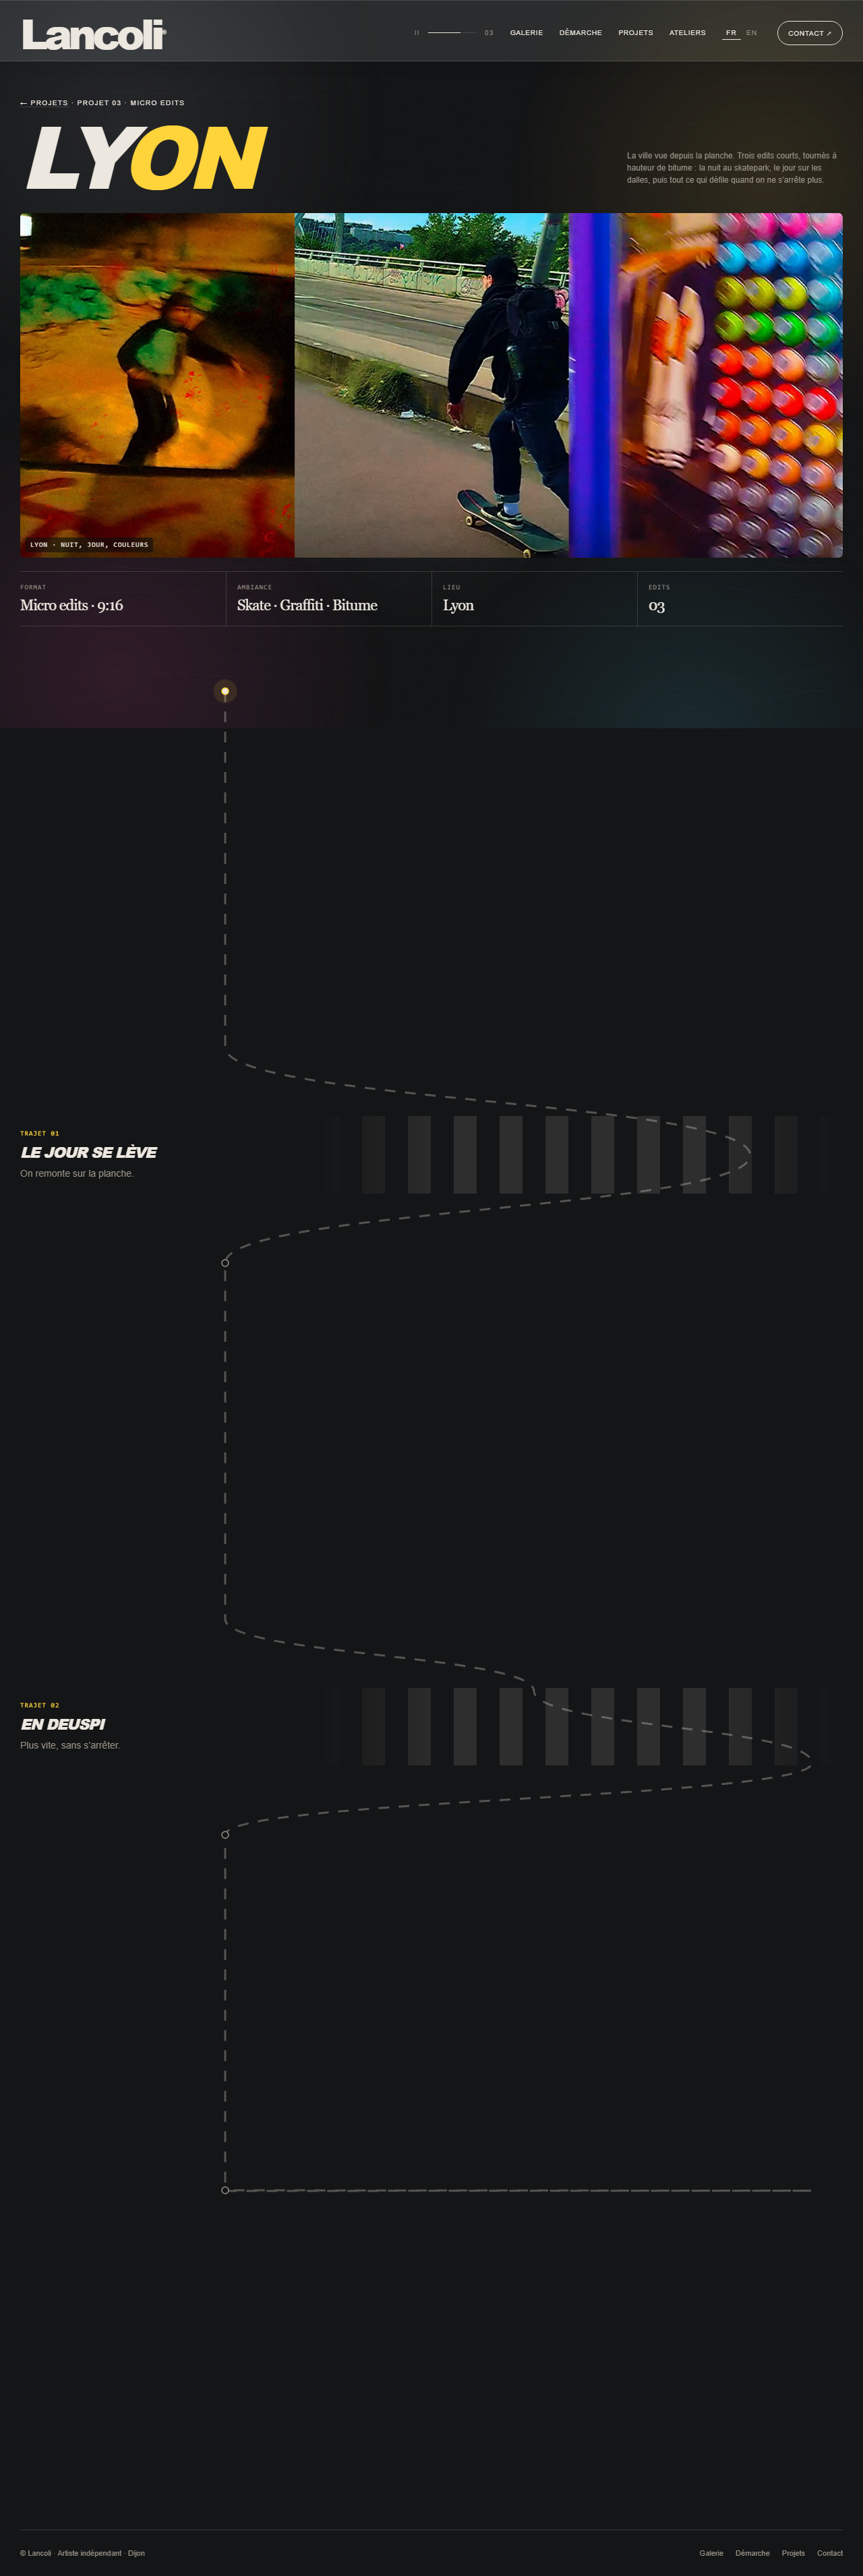 Lancoli®
II 03 GALERIE DÉMARCHE PROJETS ATELIERS FR EN CONTACT ↗
← PROJETS · PROJET 03 · MICRO EDITS
LYON
La ville vue depuis la planche. Trois edits courts, tournés à
hauteur de bitume : la nuit au skatepark, le jour sur les
dalles, puis tout ce qui défile quand on ne s'arrête plus.
LYON - NUIT, JOUR, COULEURS
FORMAT
Micro edits · 9:16
AMBIANCE
Skate · Graffiti · Bitume
LIEU
Lyon
EDITS
03
TRAJET 01
LE JOUR SE LÈVE
On remonte sur la planche.
TRAJET 02
EN DEUSPI
Plus vite, sans s'arrêter.
© Lancoli · Artiste indépendant · Dijon
Galerie Démarche Projets Contact